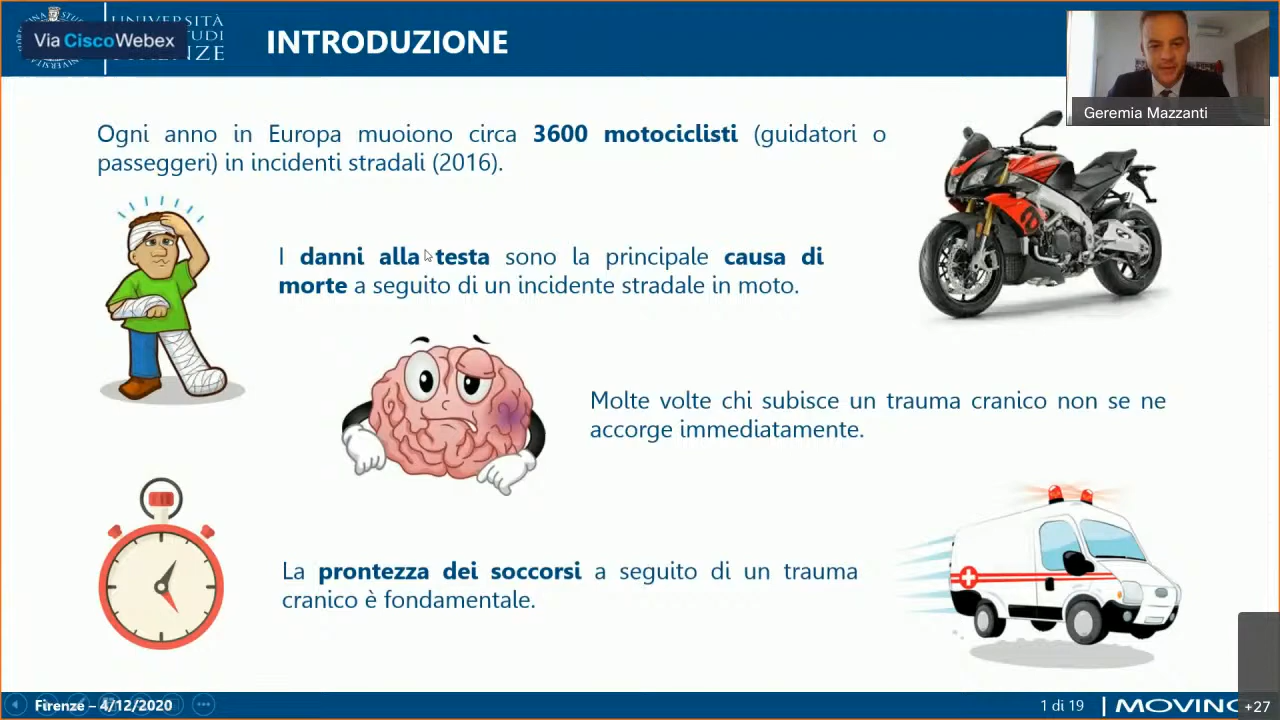 Via Cisco Webex
UNIVERSITÀ
STUDI
INTRODUZIONE
Geremia Mazzanti
Ogni anno in Europa muoiono circa 3600 motociclisti (guidatori o
passeggeri) in incidenti stradali (2016).
I danni alla testa sono la principale causa di
morte a seguito di un incidente stradale in moto.
Molte volte chi subisce un trauma cranico non se ne
accorge immediatamente.
La prontezza dei soccorsi a seguito di un trauma
cranico è fondamentale.
Firenze – 4/12/2020
1 di 19
MOVING
+27